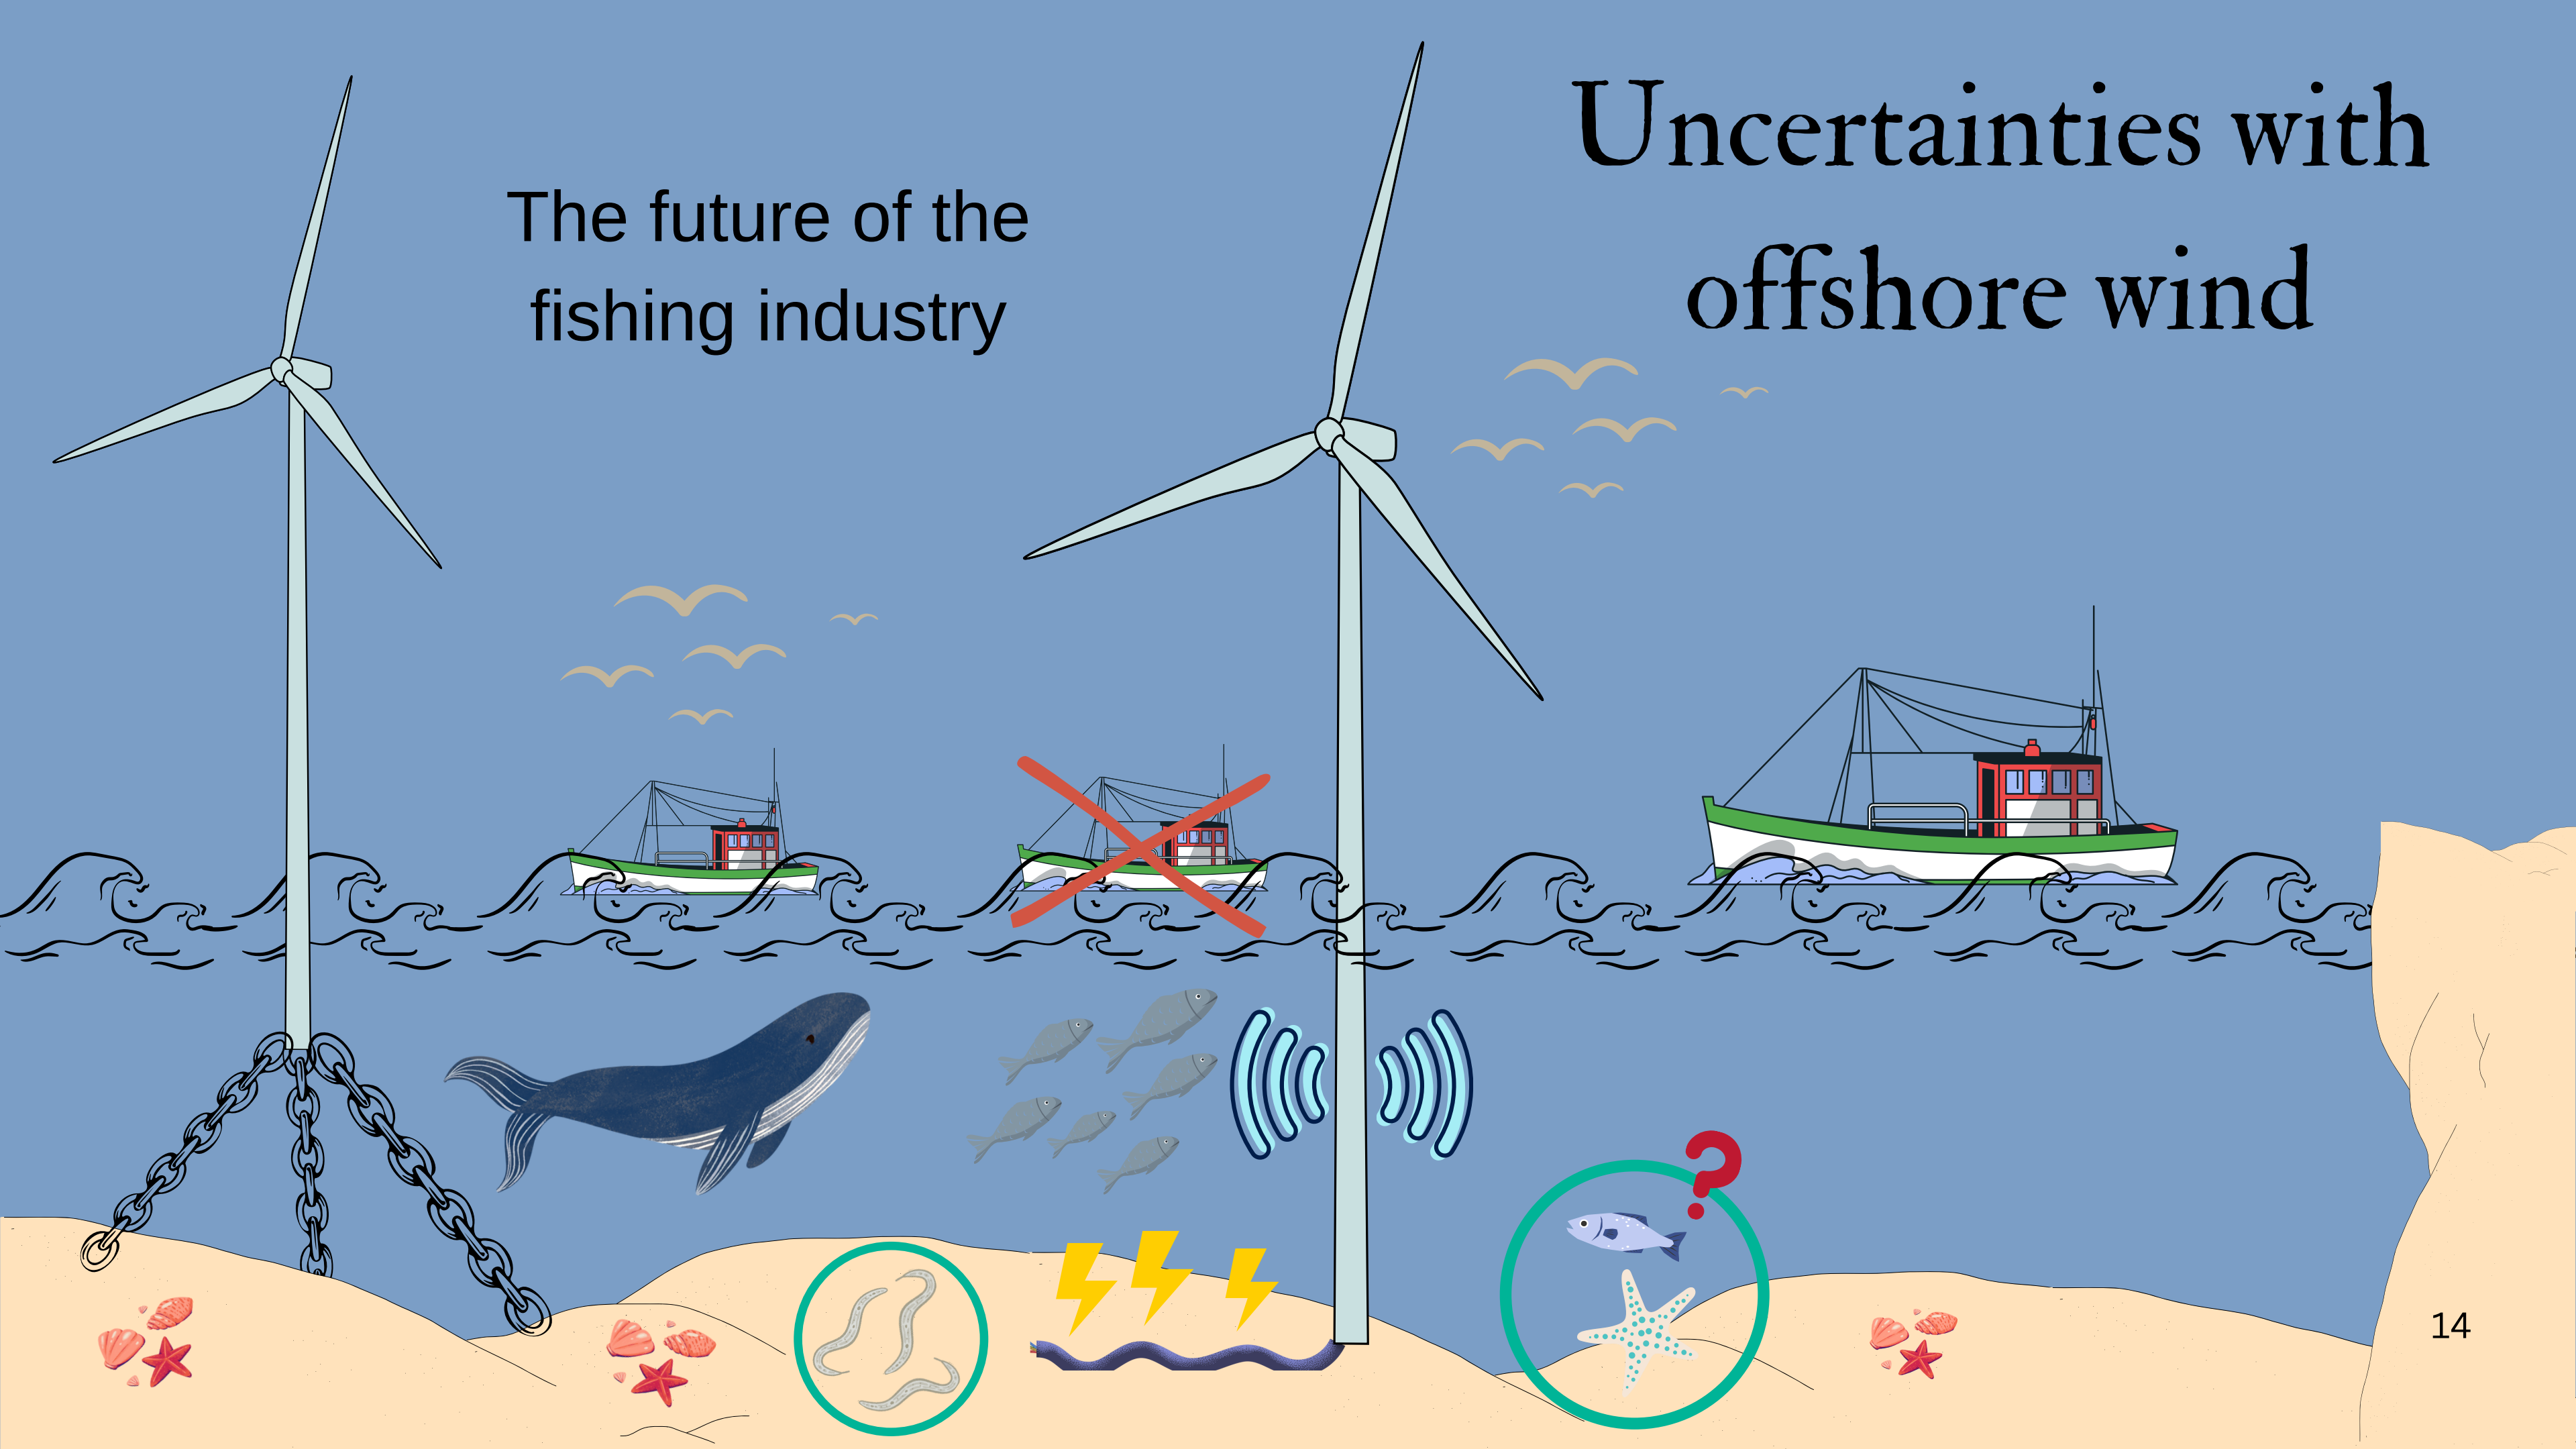 Uncertainties with
offshore wind
The future of the
fishing industry
?
14